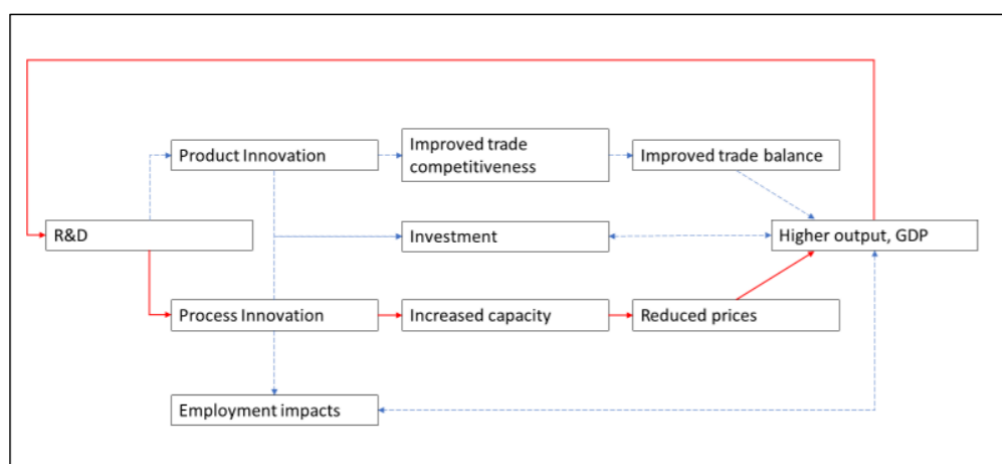 Product Innovation
Improved trade
competitiveness
Improved trade balance
R&D
Investment
Higher output, GDP
Process Innovation
Increased capacity
Reduced prices
Employment impacts